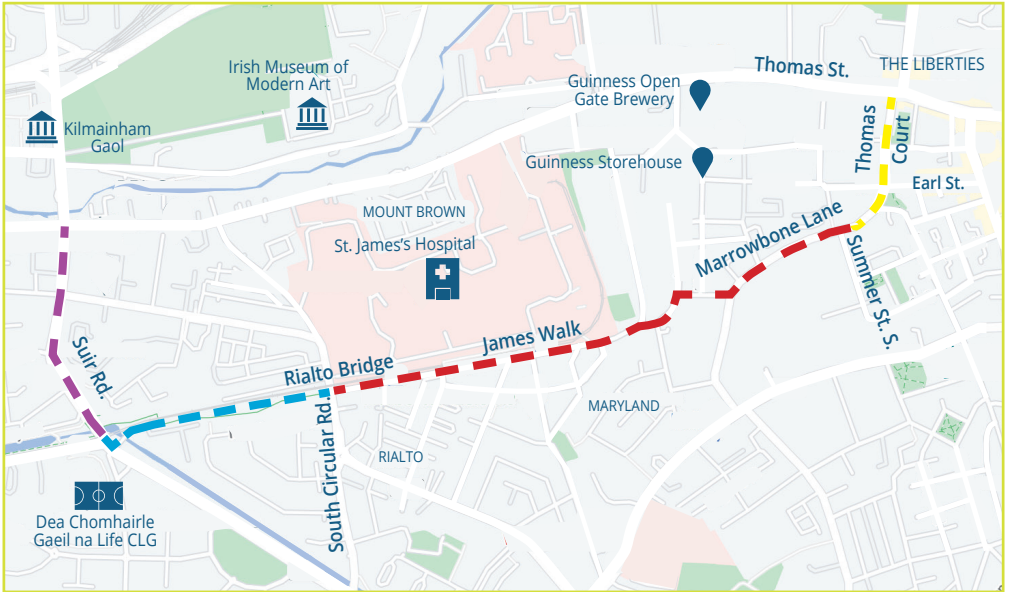 Thomas St.
THE LIBERTIES
Irish Museum of
Modern Art
Guinness Open
Gate Brewery
Kilmainham
Gaol
Thomas
Court
Guinness Storehouse
Earl St.
MOUNT BROWN
St. James's Hospital
Marrowbone Lane
Summer St. S.
James Walk
Suir Rd.
Rialto Bridge
South Circular Rd.
MARYLAND
RIALTO
Dea Chomhairle
Gaeil na Life CLG